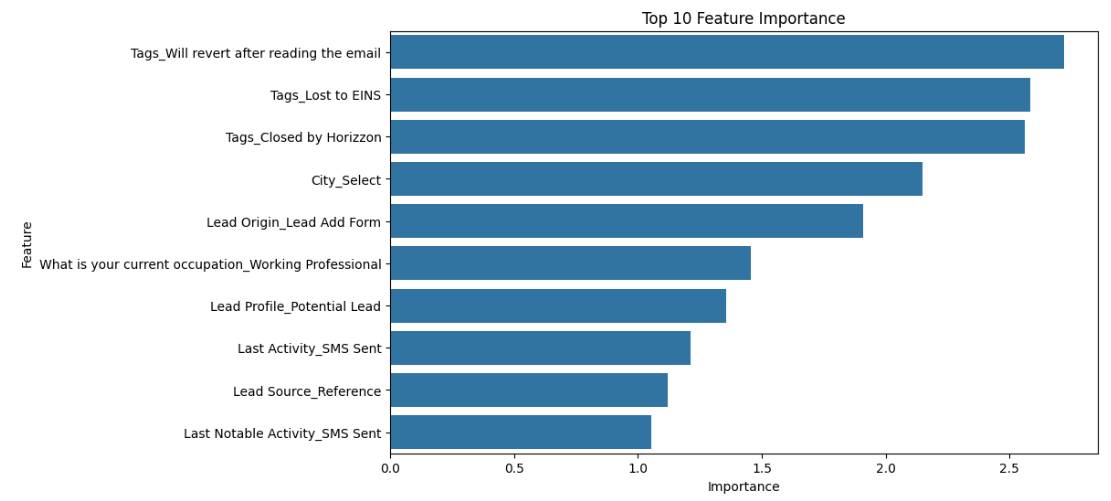 Top 10 Feature Importance
Feature
Tags_Will revert after reading the email
Tags_Lost to EINS
Tags_Closed by Horizzon
City_Select
Lead Origin_Lead Add Form
What is your current occupation_Working Professional
Lead Profile_Potential Lead
Last Activity_SMS Sent
Lead Source_Reference
Last Notable Activity_SMS Sent
0.0 0.5 1.0 1.5 2.0 2.5
Importance